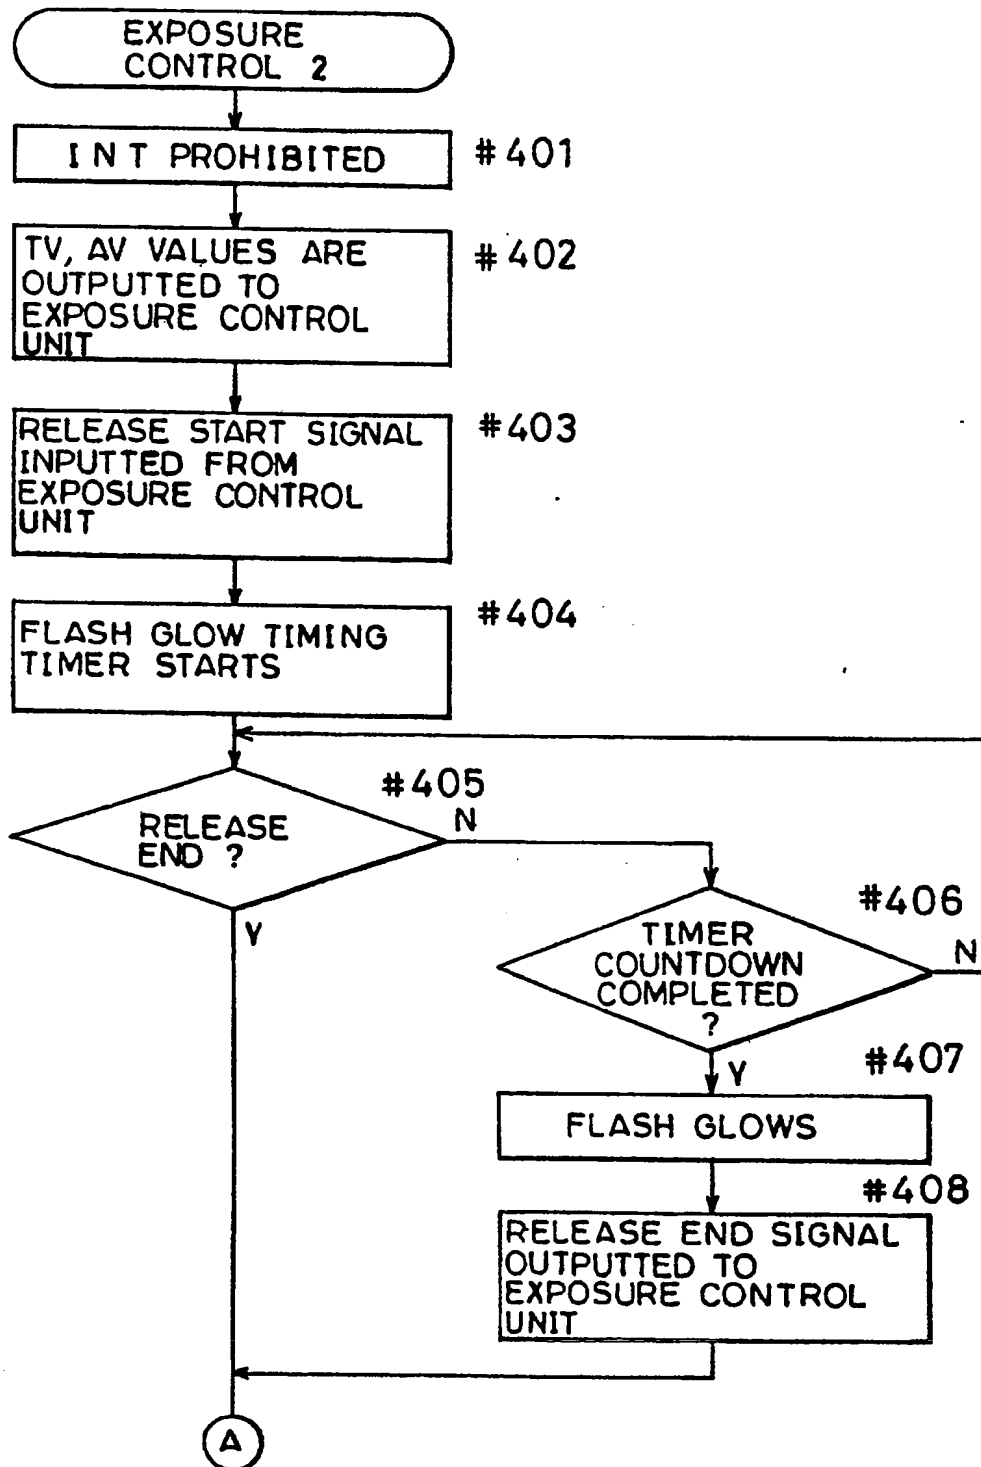 EXPOSURE
CONTROL 2
INT PROHIBITED
#401
TV, AV VALUES ARE
OUTPUTTED TO
EXPOSURE CONTROL
UNIT
#402
RELEASE START SIGNAL
INPUTTED FROM
EXPOSURE CONTROL
UNIT
#403
FLASH GLOW TIMING
TIMER STARTS
#404
#405
RELEASE
END ?
N
Y
#406
TIMER
COUNTDOWN
COMPLETED
?
N
Y
#407
FLASH GLOWS
#408
RELEASE END SIGNAL
OUTPUTTED TO
EXPOSURE CONTROL
UNIT
A